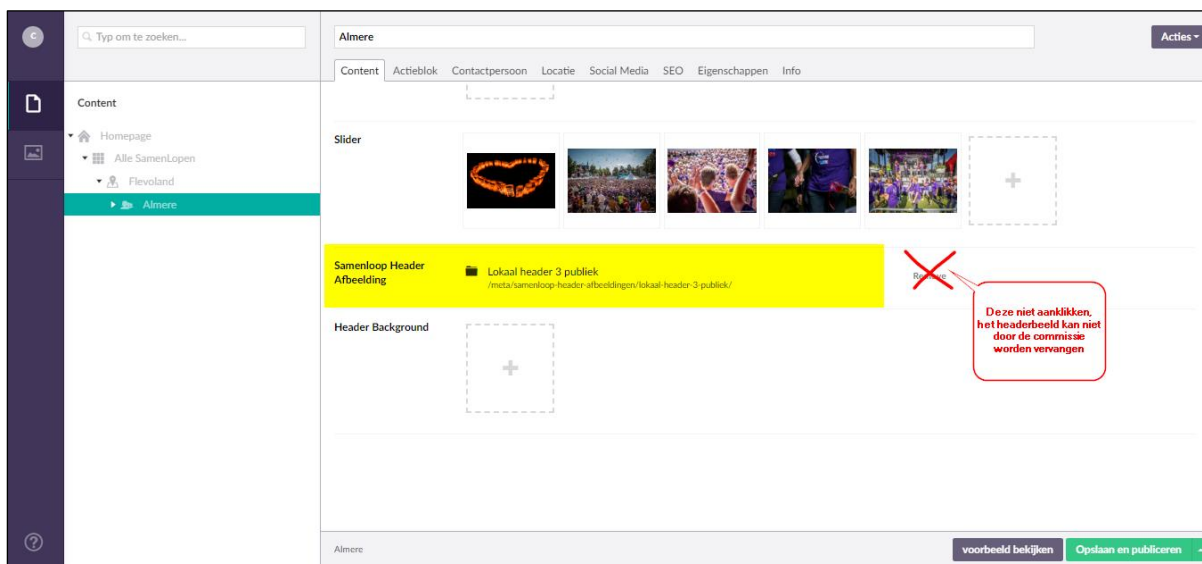 C
Typ om te zoeken...
Almere
Acties
Content Actieblok Contactpersoon Locatie Social Media SEO Eigenschappen Info
Content
Homepage
Alle SamenLopen
Flevoland
Almere
Slider
Samenloop Header
Afbeelding
Lokaal header 3 publiek
/meta/samenloop-header-afbeeldingen/lokaal-header-3-publiek/
Remove
Deze niet aanklikken,
het headerbeeld kan niet
door de commissie
worden vervangen
Header Background
Almere
voorbeeld bekijken
Opslaan en publiceren